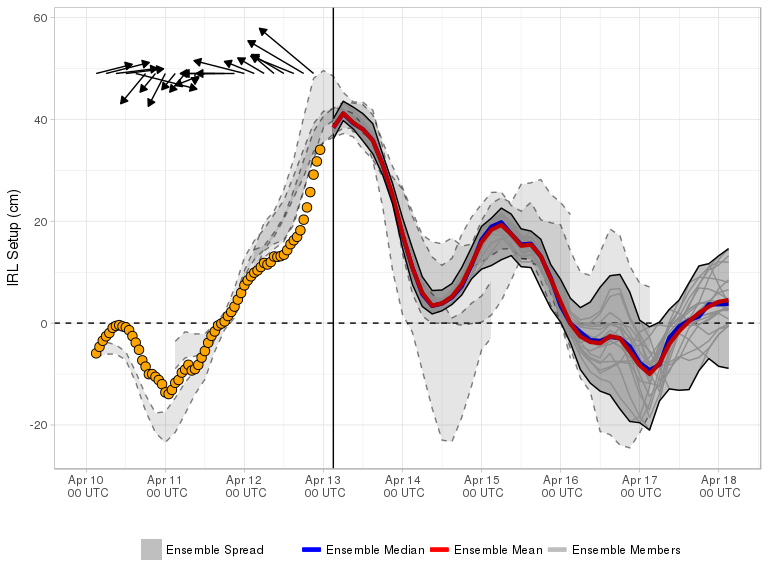 60
40
20
0
-20
IRL Setup (cm)
Apr 10 Apr 11 Apr 12 Apr 13 Apr 14 Apr 15 Apr 16 Apr 17 Apr 18
00 UTC 00 UTC 00 UTC 00 UTC 00 UTC 00 UTC 00 UTC 00 UTC 00 UTC
Ensemble Spread Ensemble Median Ensemble Mean Ensemble Members